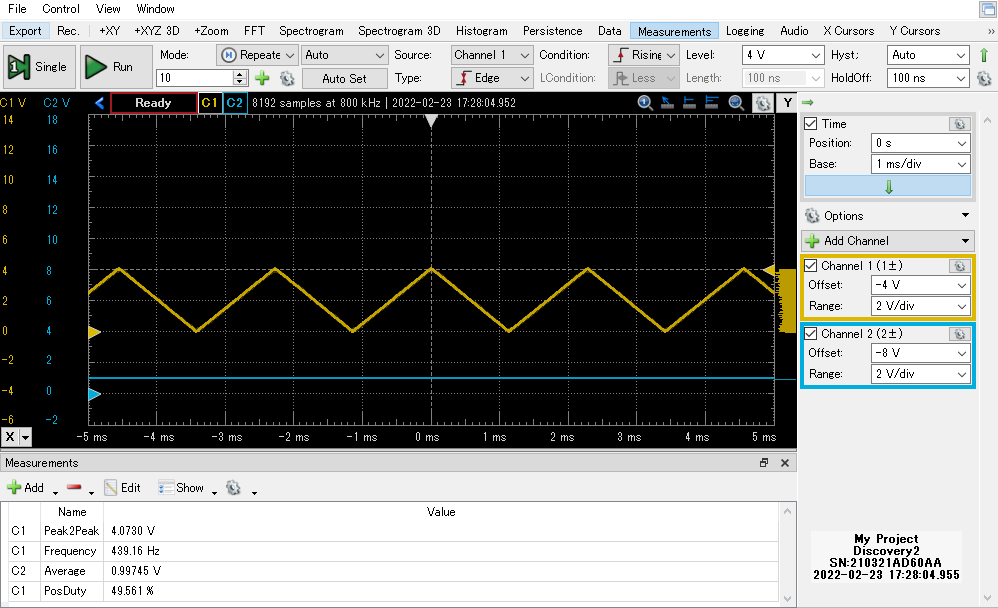 File Control View Window
Export Rec. +XY +XYZ 3D +Zoom FFT Spectrogram Spectrogram 3D Histogram Persistence Data Measurements Logging Audio X Cursors Y Cursors »
Single Run Mode: Repeate Auto Source: Channel 1 Condition: Rising Level: 4 V Hyst: Auto
10 Auto Set Type: Edge LCondition: Less Length: 100 ns HoldOff: 100 ns
C1 V C2 V Ready C1 C2 8192 samples at 800 kHz | 2022-02-23 17:28:04.952 Y
14 18
12 16
10 14
8 12
6 10
4 8
2 6
0 4
-2 2
-4 0
-6 -2
X -5 ms -4 ms -3 ms -2 ms -1 ms 0 ms 1 ms 2 ms 3 ms 4 ms 5 ms
Time
Position: 0 s
Base: 1 ms/div
Options
Add Channel
Channel 1 (1±)
Offset: -4 V
Range: 2 V/div
Channel 2 (2±)
Offset: -8 V
Range: 2 V/div
Measurements
Add Edit Show
Name Value
C1 Peak2Peak 4.0730 V
C1 Frequency 439.16 Hz
C2 Average 0.99745 V
C1 PosDuty 49.561 %
My Project
Discovery2
SN:210321AD60AA
2022-02-23 17:28:04.955